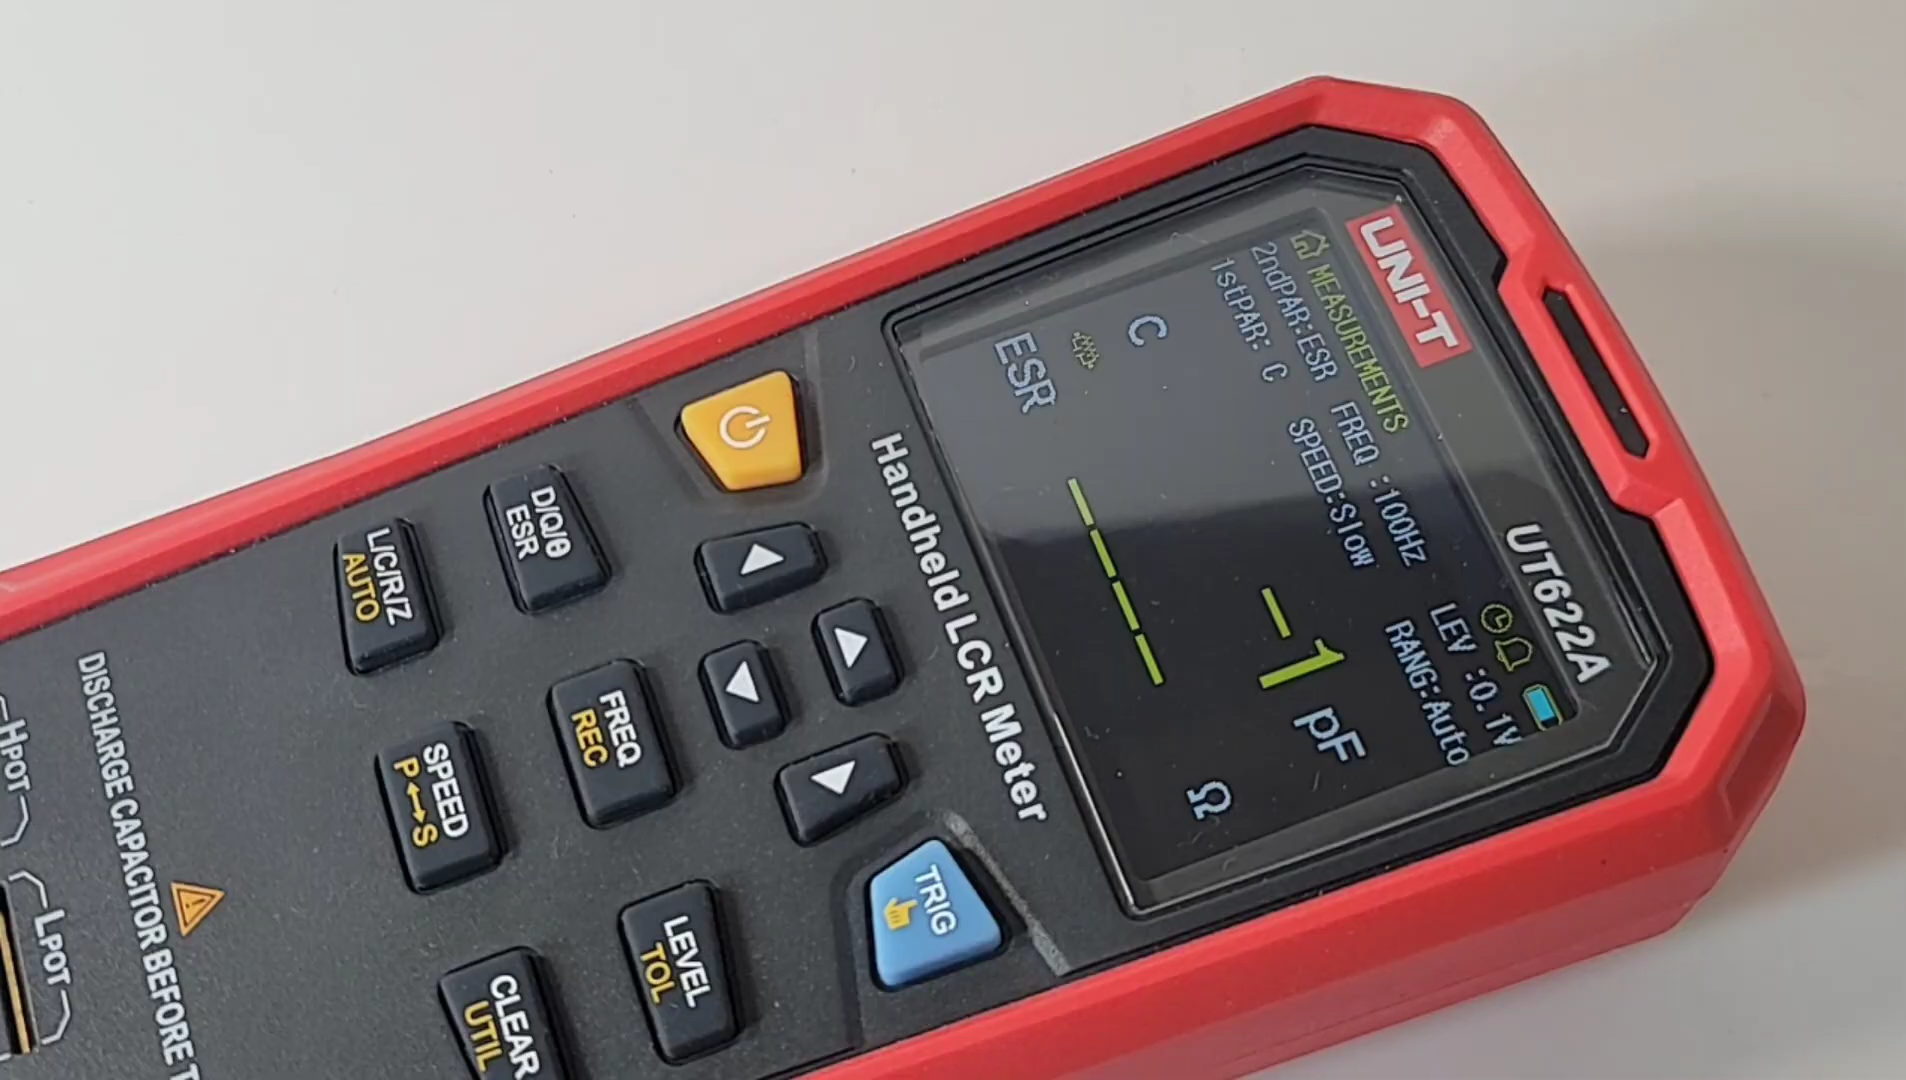 UNI-T
UT622A
MEASUREMENTS
2ndPAR:ESR FREQ :100Hz LEV :0.1V
1stPAR: C SPEED:Slow RANG:Auto
C -1 pF
ESR ---- Ω
Handheld LCR Meter
TRIG
D/Q/θ
ESR
L/C/R/Z
AUTO
FREQ
REC
SPEED
P↔S
LEVEL
TOL
CLEAR
UTIL
DISCHARGE CAPACITOR BEFORE T
HPOT
LPOT